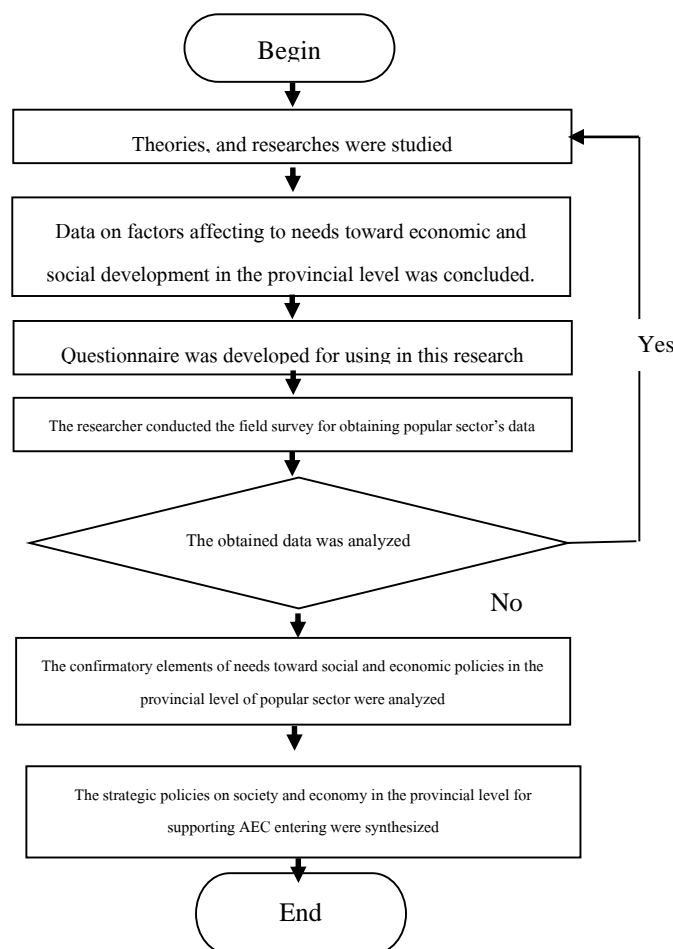 Begin
Theories, and researches were studied
Data on factors affecting to needs toward economic and
social development in the provincial level was concluded.
Questionnaire was developed for using in this research
Yes
The researcher conducted the field survey for obtaining popular sector's data
The obtained data was analyzed
No
The confirmatory elements of needs toward social and economic policies in the
provincial level of popular sector were analyzed
The strategic policies on society and economy in the provincial level for
supporting AEC entering were synthesized
End